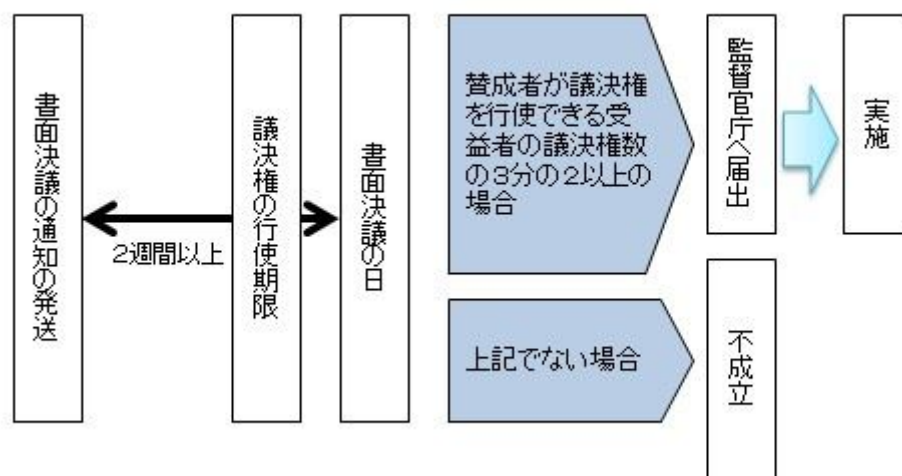 書面決議の通知の発送
2週間以上
議決権の行使期限
書面決議の日
賛成者が議決権
を行使できる受
益者の議決権数
の3分の2以上の
場合
監督官庁へ届出
実施
上記でない場合
不成立